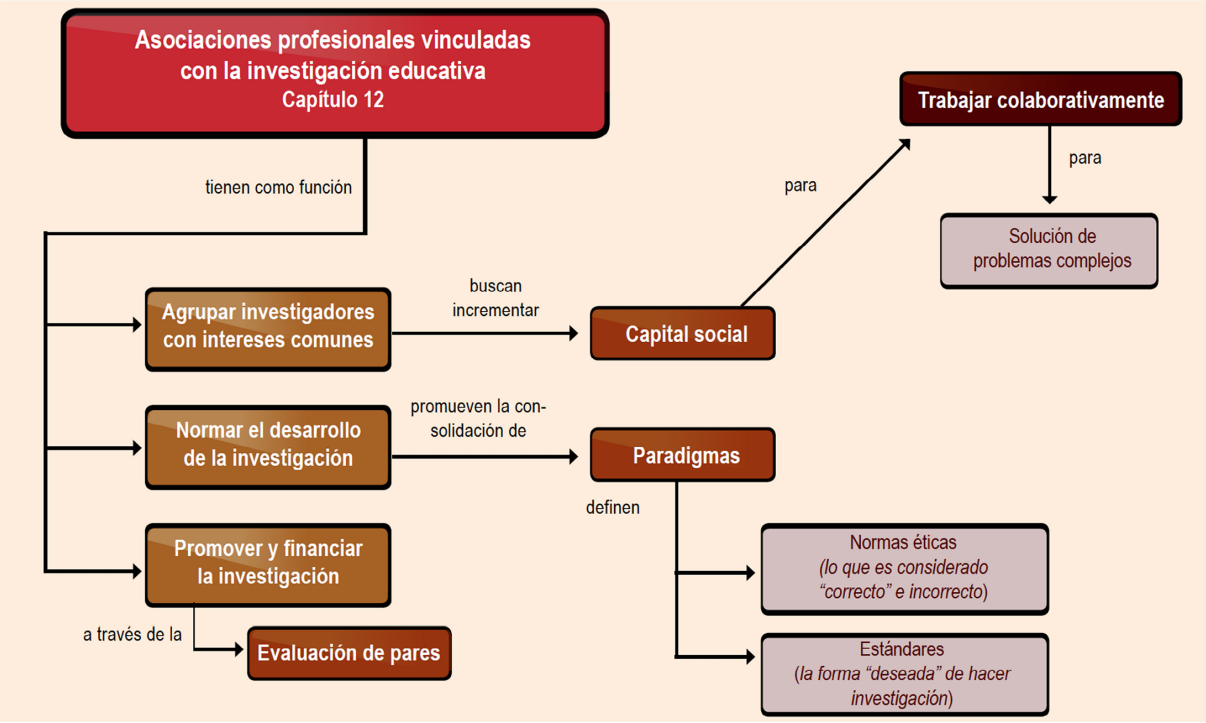 Asociaciones profesionales vinculadas
con la investigación educativa
Capítulo 12
tienen como función
Agrupar investigadores
con intereses comunes
buscan
incrementar
Capital social
para
Trabajar colaborativamente
para
Solución de
problemas complejos
Normar el desarrollo
de la investigación
promueven la con-
solidación de
Paradigmas
definen
Normas éticas
(lo que es considerado
“correcto” e incorrecto)
Estándares
(la forma “deseada” de hacer
investigación)
Promover y financiar
la investigación
a través de la
Evaluación de pares